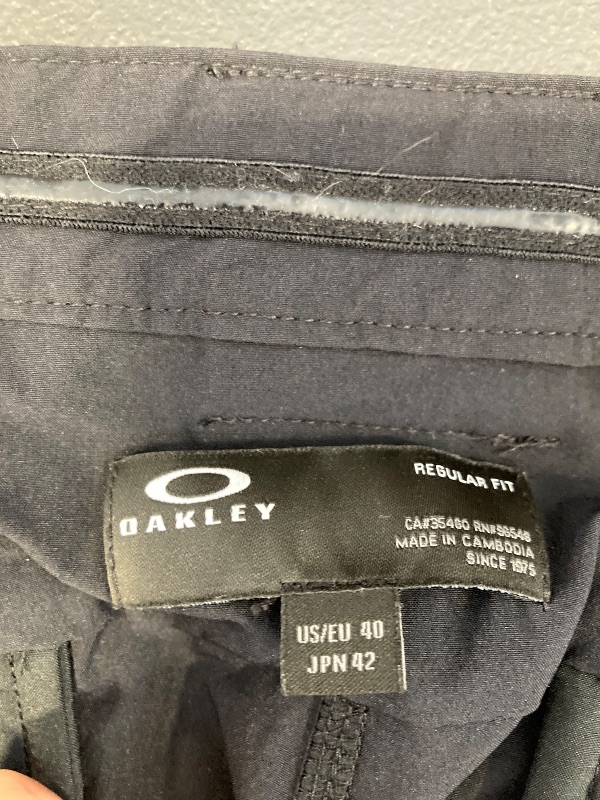 OAKLEY
REGULAR FIT
CA#35460 RN#96548
MADE IN CAMBODIA
SINCE 1975
US/EU 40
JPN 42